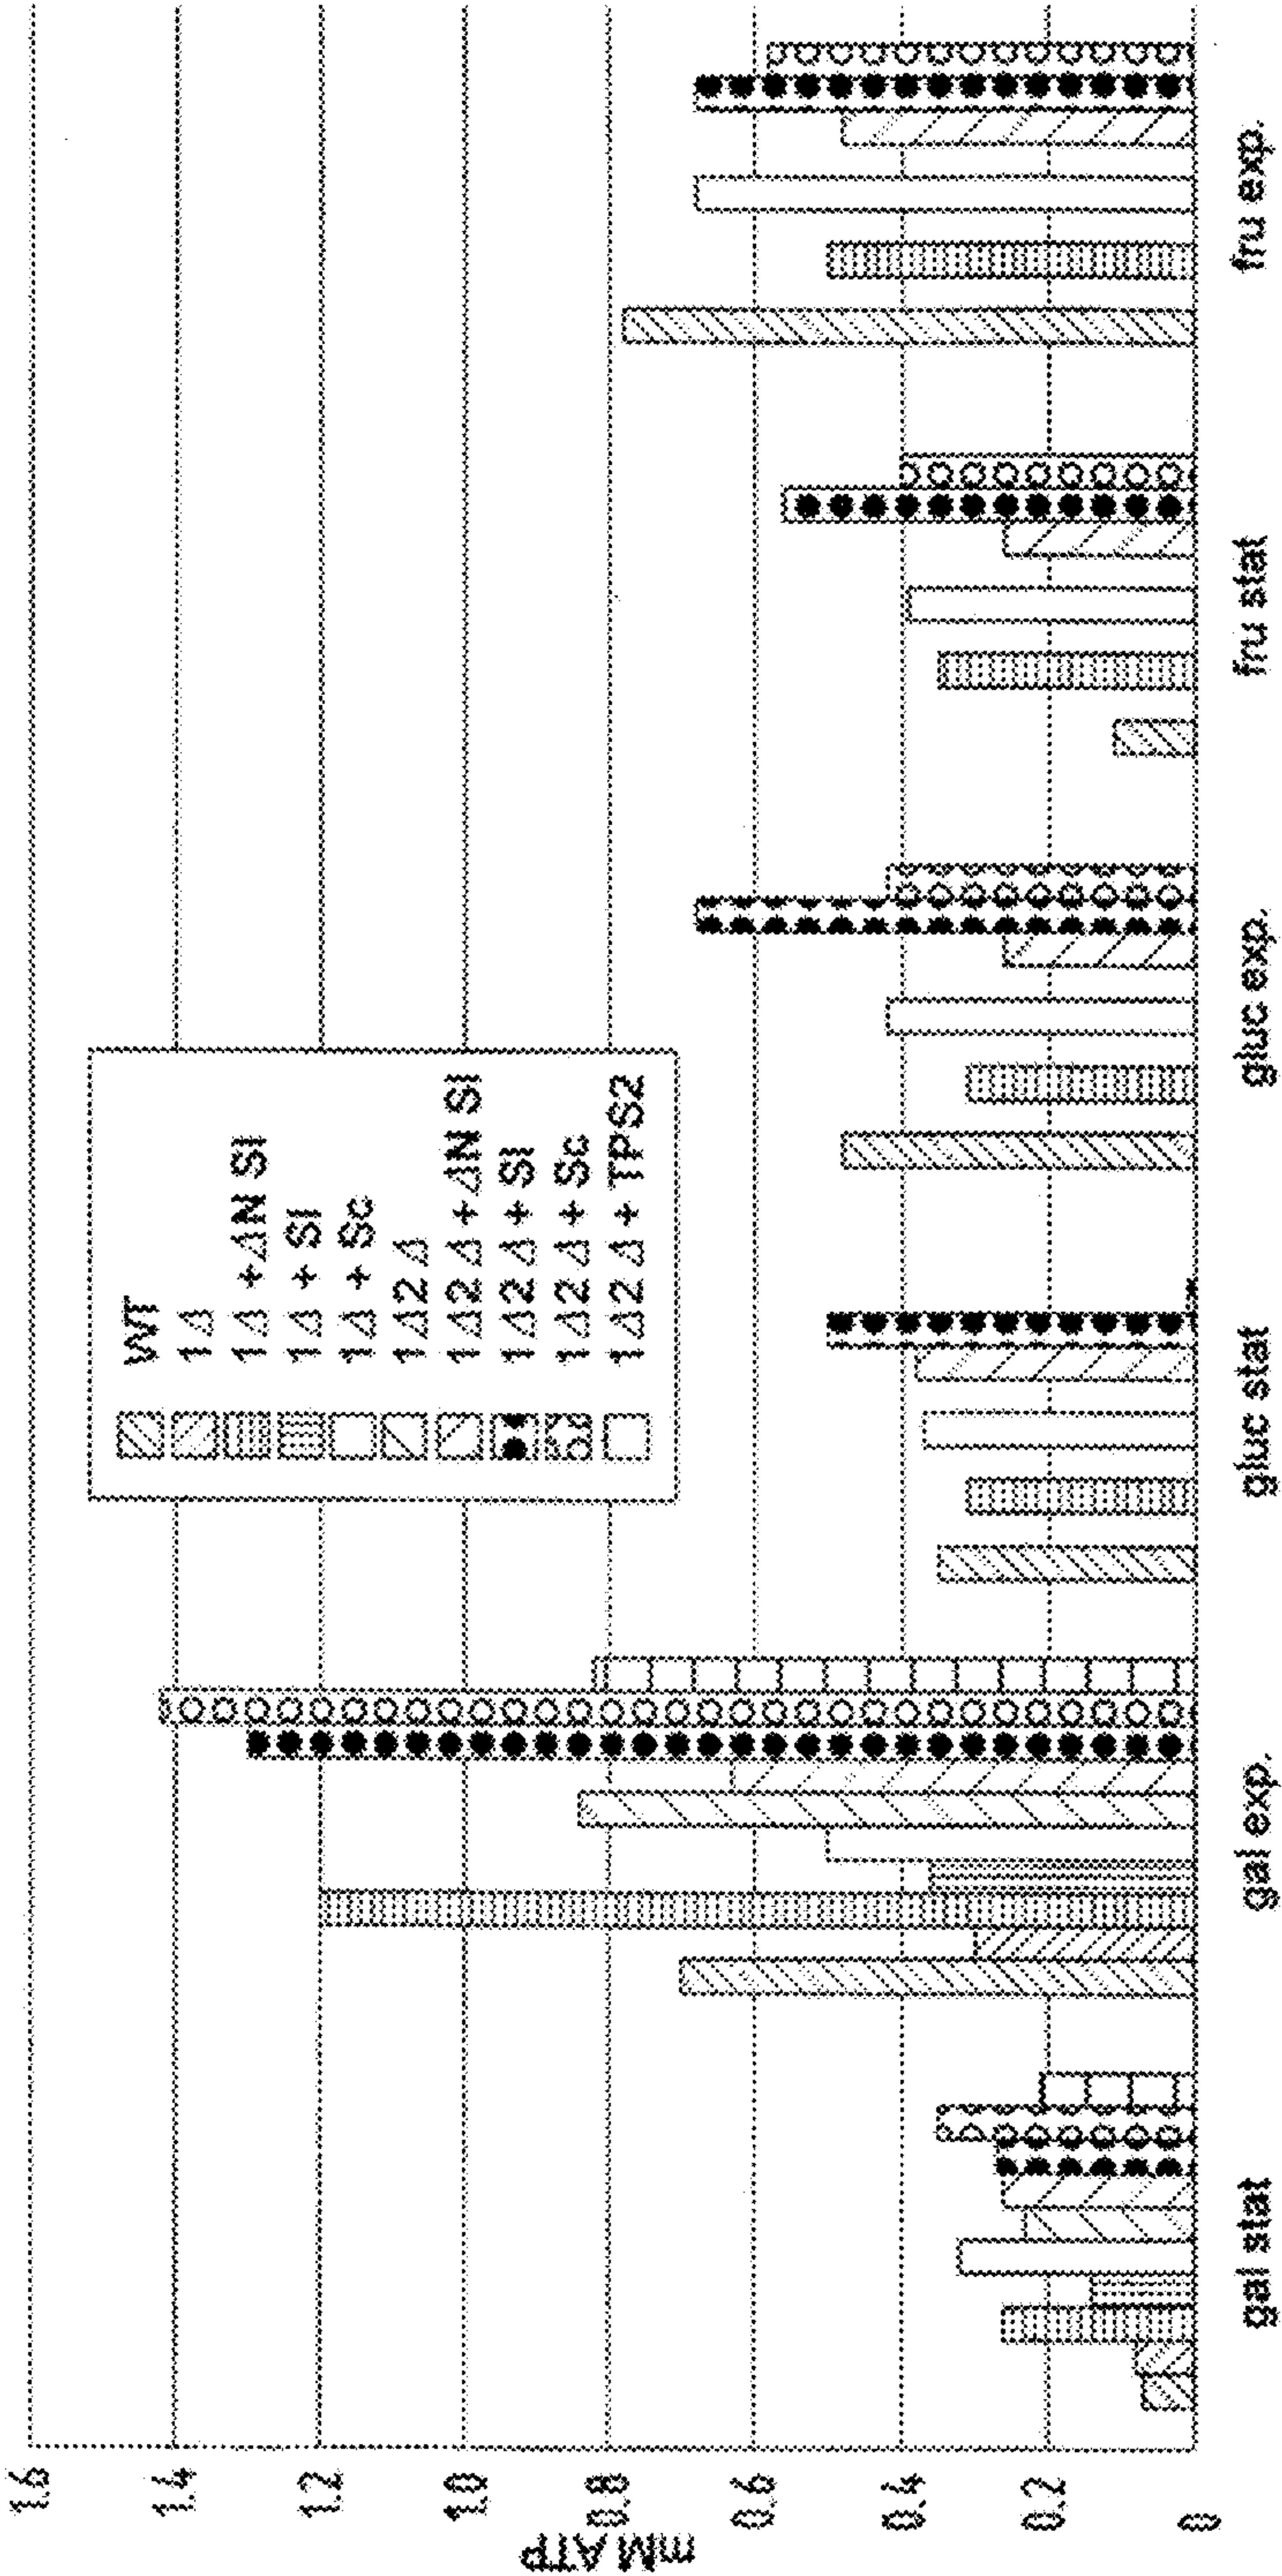 mM ATP
1.6
1.4
1.2
1.0
0.8
0.6
0.4
0.2
0
WT
1Δ
1Δ +ΔN Sl
1Δ + Sl
1Δ + Sc
1Δ2Δ
1Δ2Δ +ΔN Sl
1Δ2Δ + Sl
1Δ2Δ + Sc
1Δ2Δ + TPS2
gal stat
gal exp.
gluc stat
gluc exp.
fru stat
fru exp.